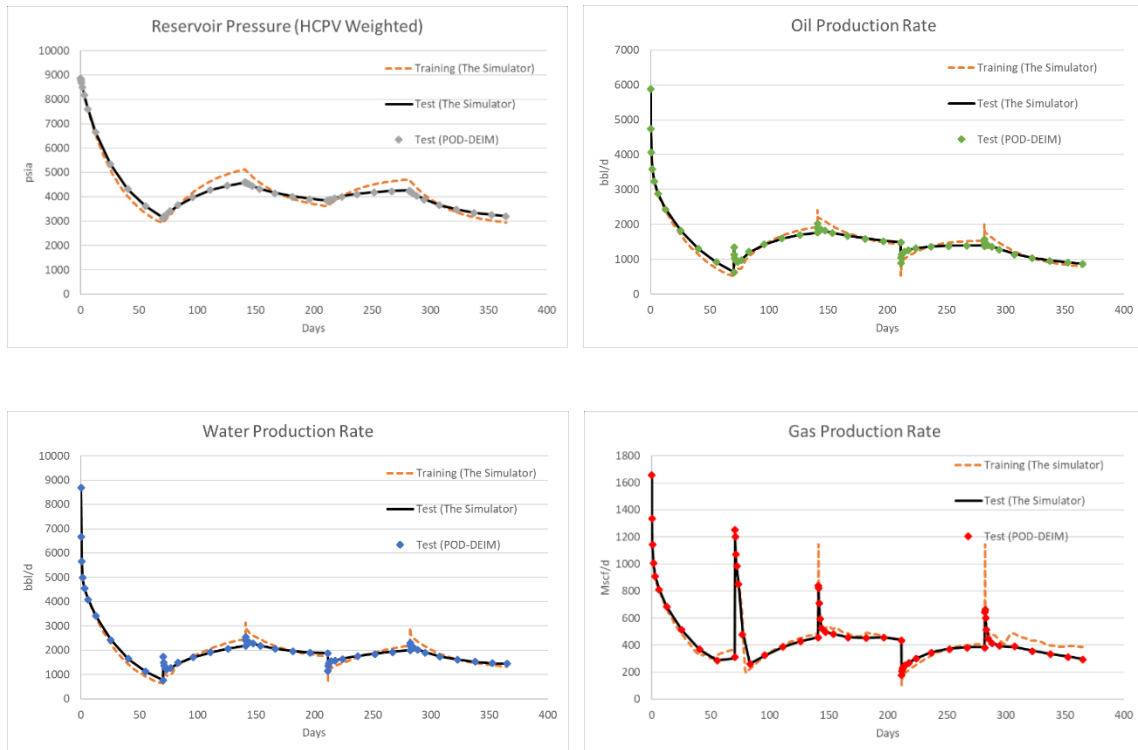 Reservoir Pressure (HCPV Weighted)
10000
9000
8000
7000
6000
5000
4000
3000
2000
1000
0
psia
0 50 100 150 200 250 300 350 400
Days
Training (The Simulator)
Test (The Simulator)
Test (POD-DEIM)
Oil Production Rate
7000
6000
5000
4000
3000
2000
1000
0
bbl/d
0 50 100 150 200 250 300 350 400
Days
Training (The Simulator)
Test (The Simulator)
Test (POD-DEIM)
Water Production Rate
10000
9000
8000
7000
6000
5000
4000
3000
2000
1000
0
bbl/d
0 50 100 150 200 250 300 350 400
Days
Training (The Simulator)
Test (The Simulator)
Test (POD-DEIM)
Gas Production Rate
1800
1600
1400
1200
1000
800
600
400
200
0
Mscf/d
0 50 100 150 200 250 300 350 400
Days
Training (The simulator)
Test (The Simulator)
Test (POD-DEIM)